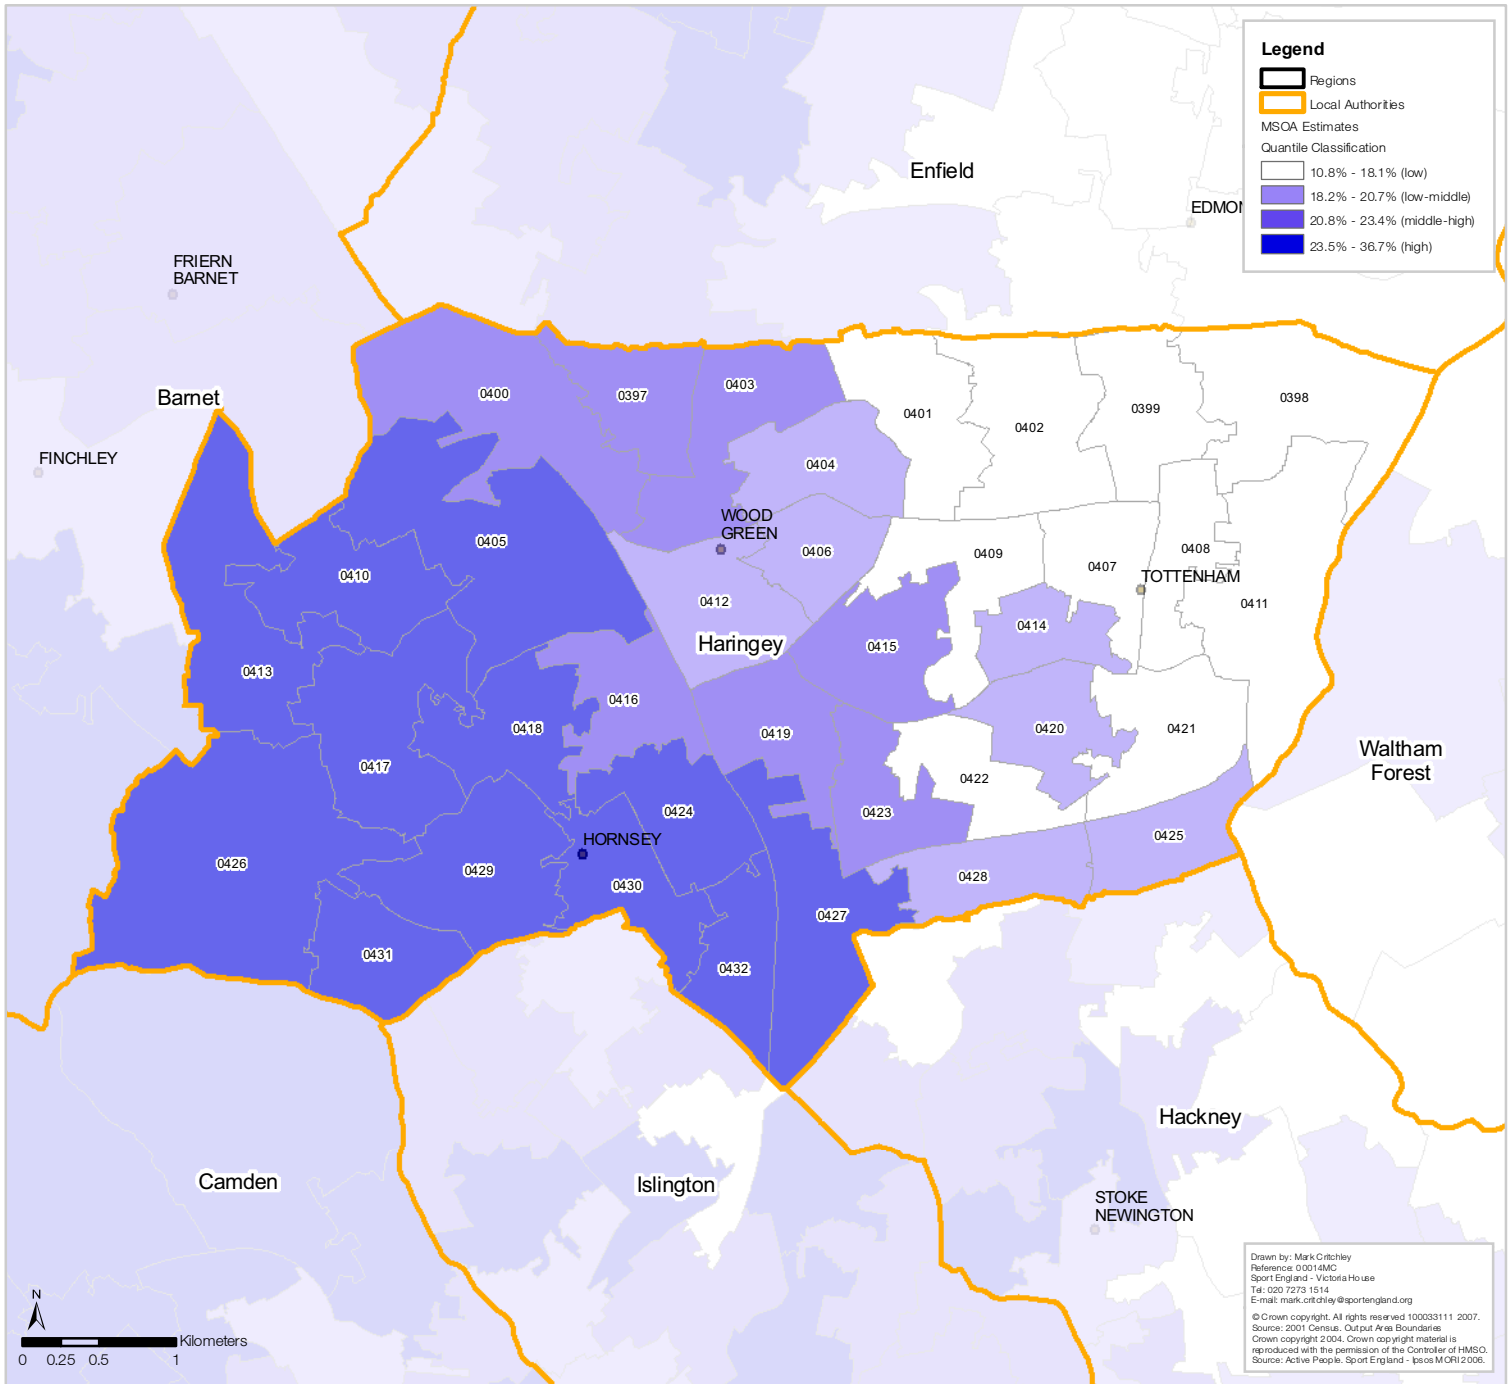 Legend
Regions
Local Authorities
MSOA Estimates
Quantile Classification
10.8% - 18.1% (low)
18.2% - 20.7% (low-middle)
20.8% - 23.4% (middle-high)
23.5% - 36.7% (high)
Enfield
EDMON
FRIERN
BARNET
Barnet
FINCHLEY
0400
0397
0403
0401
0402
0399
0398
0404
WOOD
GREEN
0405
0406
0409
0407
0408
TOTTENHAM
0410
0412
0411
0414
Haringey
0415
0413
0416
0418
0419
0420
0421
Waltham
Forest
0417
0422
0424
0423
HORNSEY
0425
0426
0429
0430
0428
0427
0431
0432
Hackney
Camden
Islington
STOKE
NEWINGTON
N
Kilometers
0 0.25 0.5 1
Drawn by: Mark Critchley
Reference: 00014MC
Sport England - Victoria House
Tel: 020 7273 1514
E-mail: mark.critchley@sportengland.org
© Crown copyright. All rights reserved 100033111 2007.
Source: 2001 Census. Output Area Boundaries
Crown copyright 2004. Crown copyright material is
reproduced with the permission of the Controller of HMSO.
Source: Active People. Sport England - Ipsos MORI 2006.